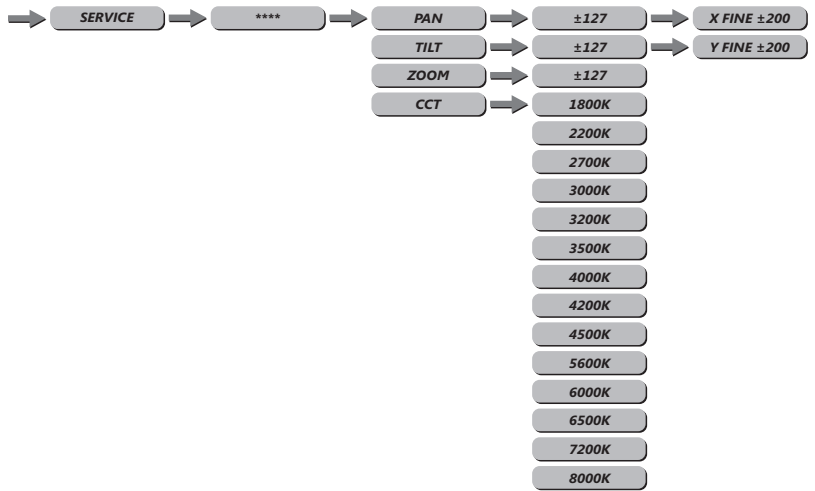 SERVICE **** PAN ±127 X FINE ±200
TILT ±127 Y FINE ±200
ZOOM ±127
CCT 1800K
2200K
2700K
3000K
3200K
3500K
4000K
4200K
4500K
5600K
6000K
6500K
7200K
8000K